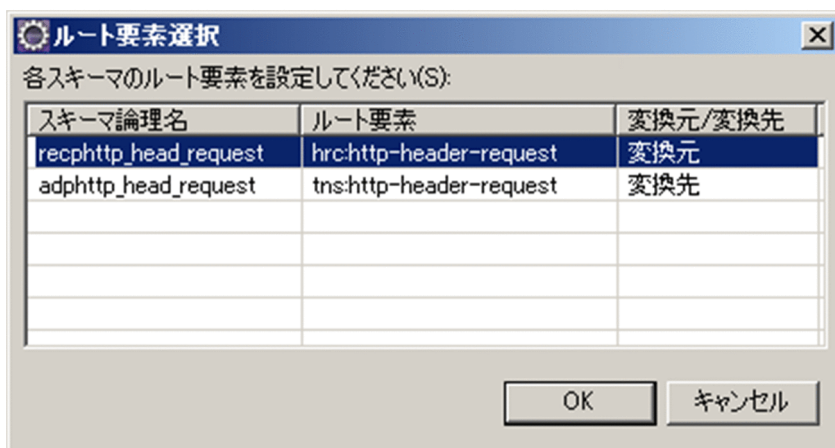 ルート要素選択
各スキーマのルート要素を設定してください(S):
スキーマ論理名 ルート要素 変換元/変換先
recphttp_head_request hrc:http-header-request 変換元
adphttp_head_request tns:http-header-request 変換先
OK キャンセル